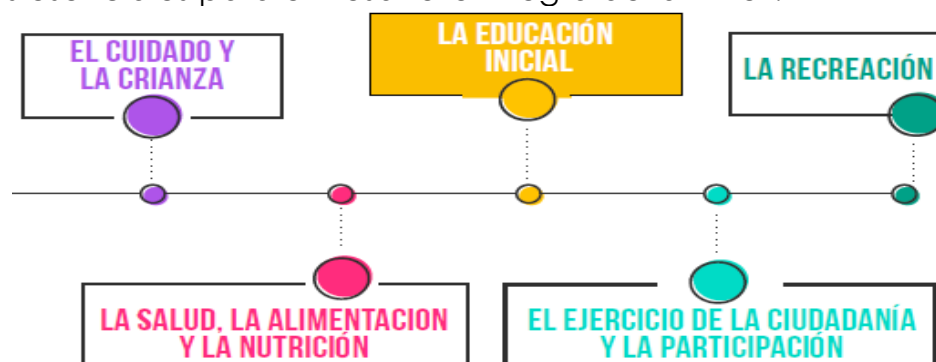 EL CUIDADO Y
LA CRIANZA
LA EDUCACIÓN
INICIAL
LA RECREACIÓN
LA SALUD, LA ALIMENTACION
Y LA NUTRICIÓN
EL EJERCICIO DE LA CIUDADANÍA
Y LA PARTICIPACIÓN